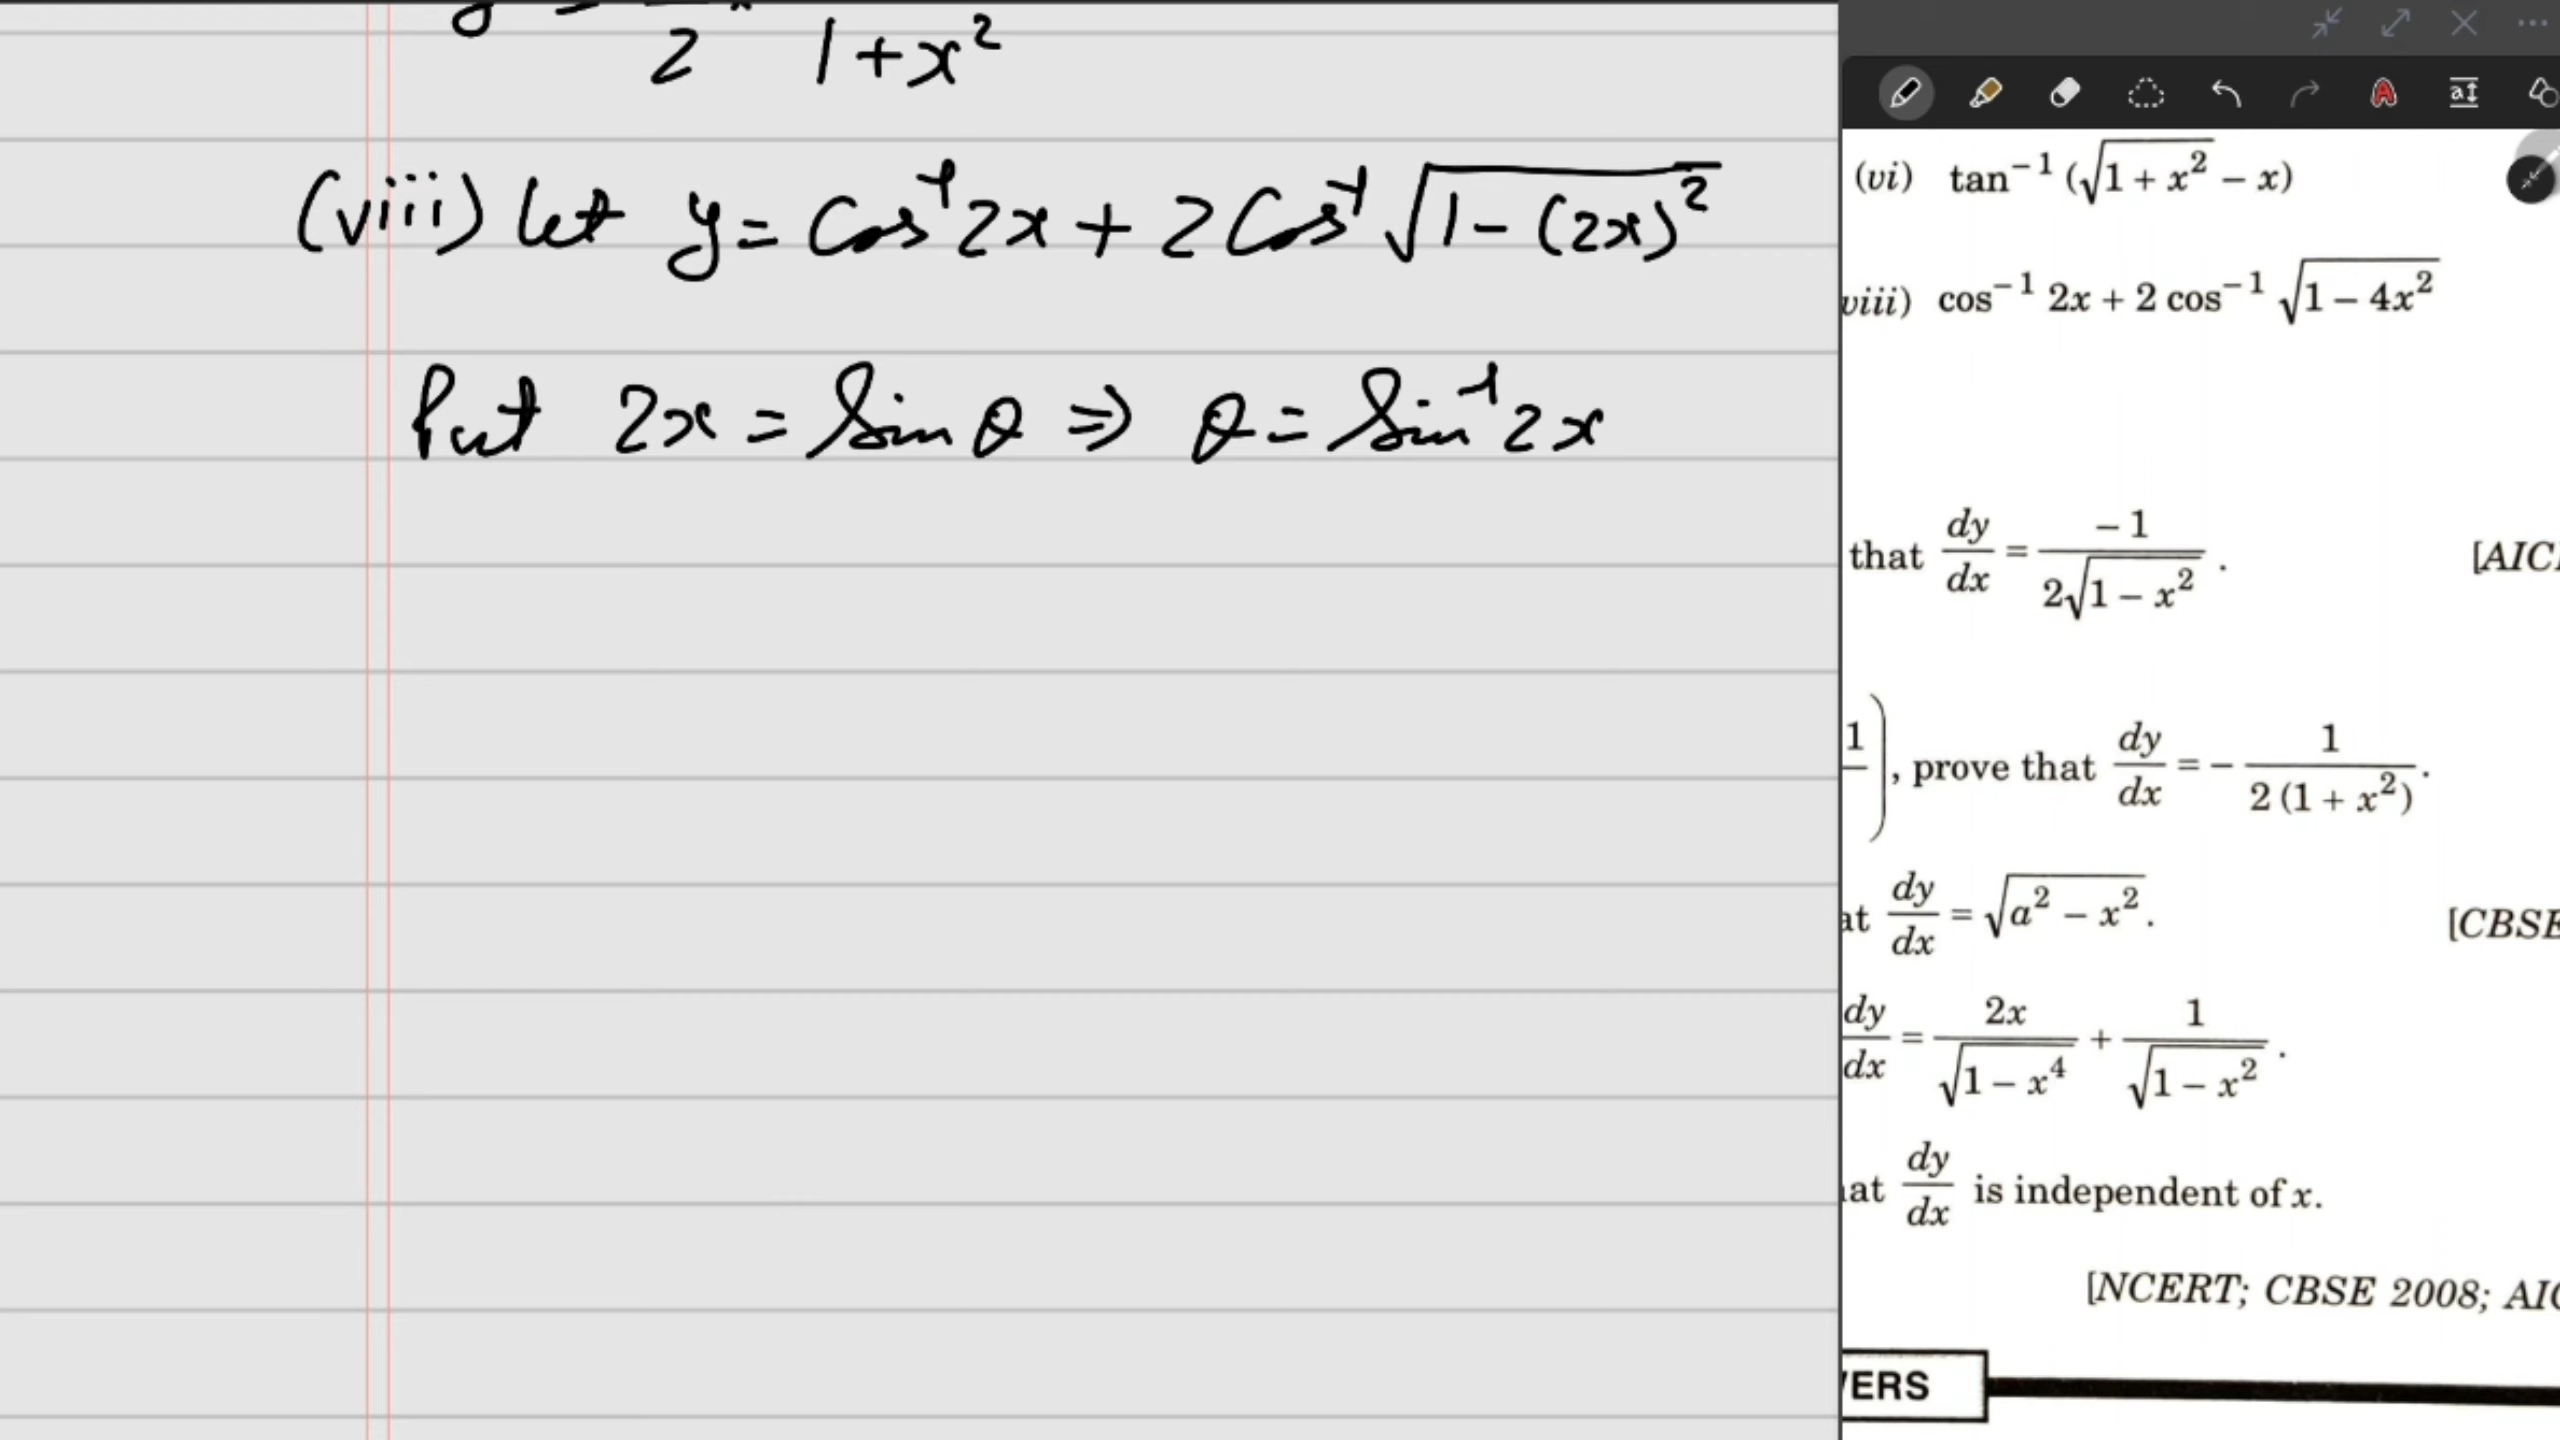 2 1+x²
(viii) Let y = Cos⁻¹2x + 2Cos⁻¹√(1-(2x)²)
Put 2x = Sin θ ⇒ θ = Sin⁻¹2x
(vi) tan⁻¹ (√(1 + x²) – x)
viii) cos⁻¹ 2x + 2 cos⁻¹ √(1 – 4x²)
that dy/dx = –1/(2√(1 – x²)) . [AIC
1 ), prove that dy/dx = – 1/(2 (1 + x²)) .
at dy/dx = √(a² – x²). [CBSE
dy/dx = 2x/√(1 – x⁴) + 1/√(1 – x²) .
at dy/dx is independent of x.
[NCERT; CBSE 2008; AIC
ERS